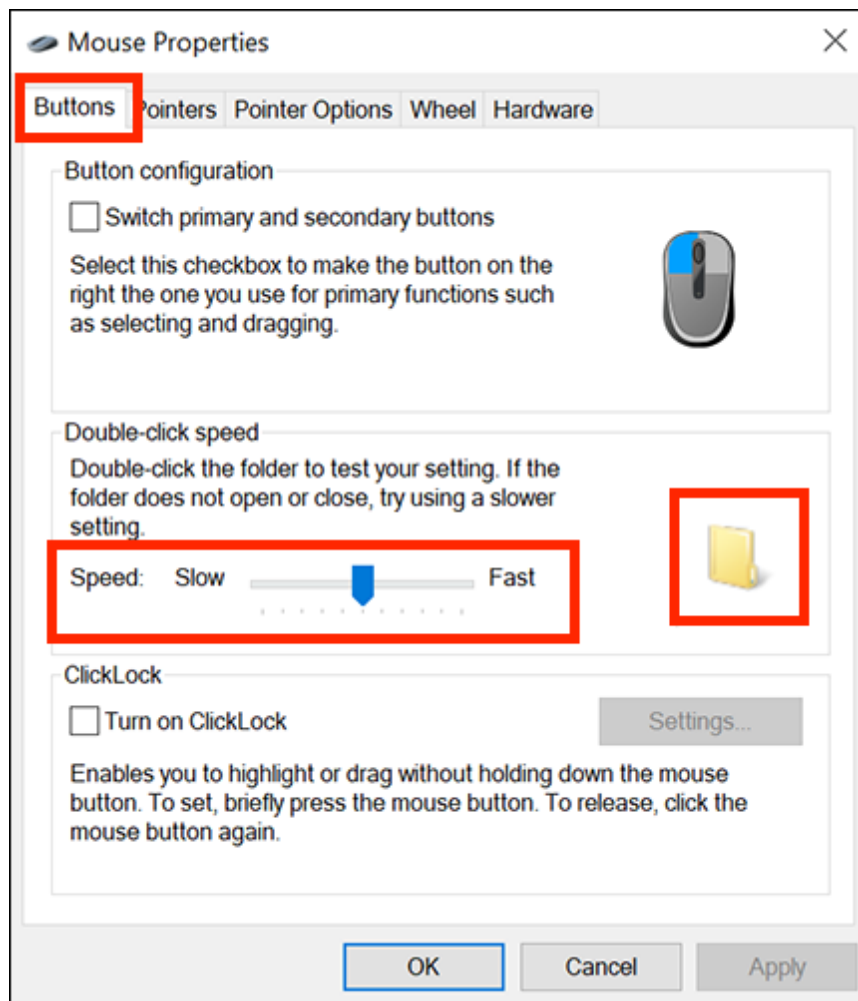 Mouse Properties
Buttons Pointers Pointer Options Wheel Hardware
Button configuration
Switch primary and secondary buttons
Select this checkbox to make the button on the
right the one you use for primary functions such
as selecting and dragging.
Double-click speed
Double-click the folder to test your setting. If the
folder does not open or close, try using a slower
setting.
Speed: Slow Fast
ClickLock
Turn on ClickLock Settings...
Enables you to highlight or drag without holding down the mouse
button. To set, briefly press the mouse button. To release, click the
mouse button again.
OK Cancel Apply